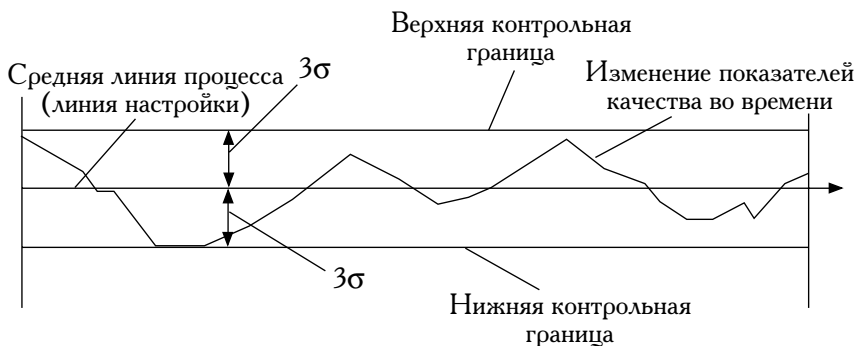 Верхняя контрольная
граница
Средняя линия процесса
(линия настройки)
3σ
Изменение показателей
качества во времени
3σ
Нижняя контрольная
граница